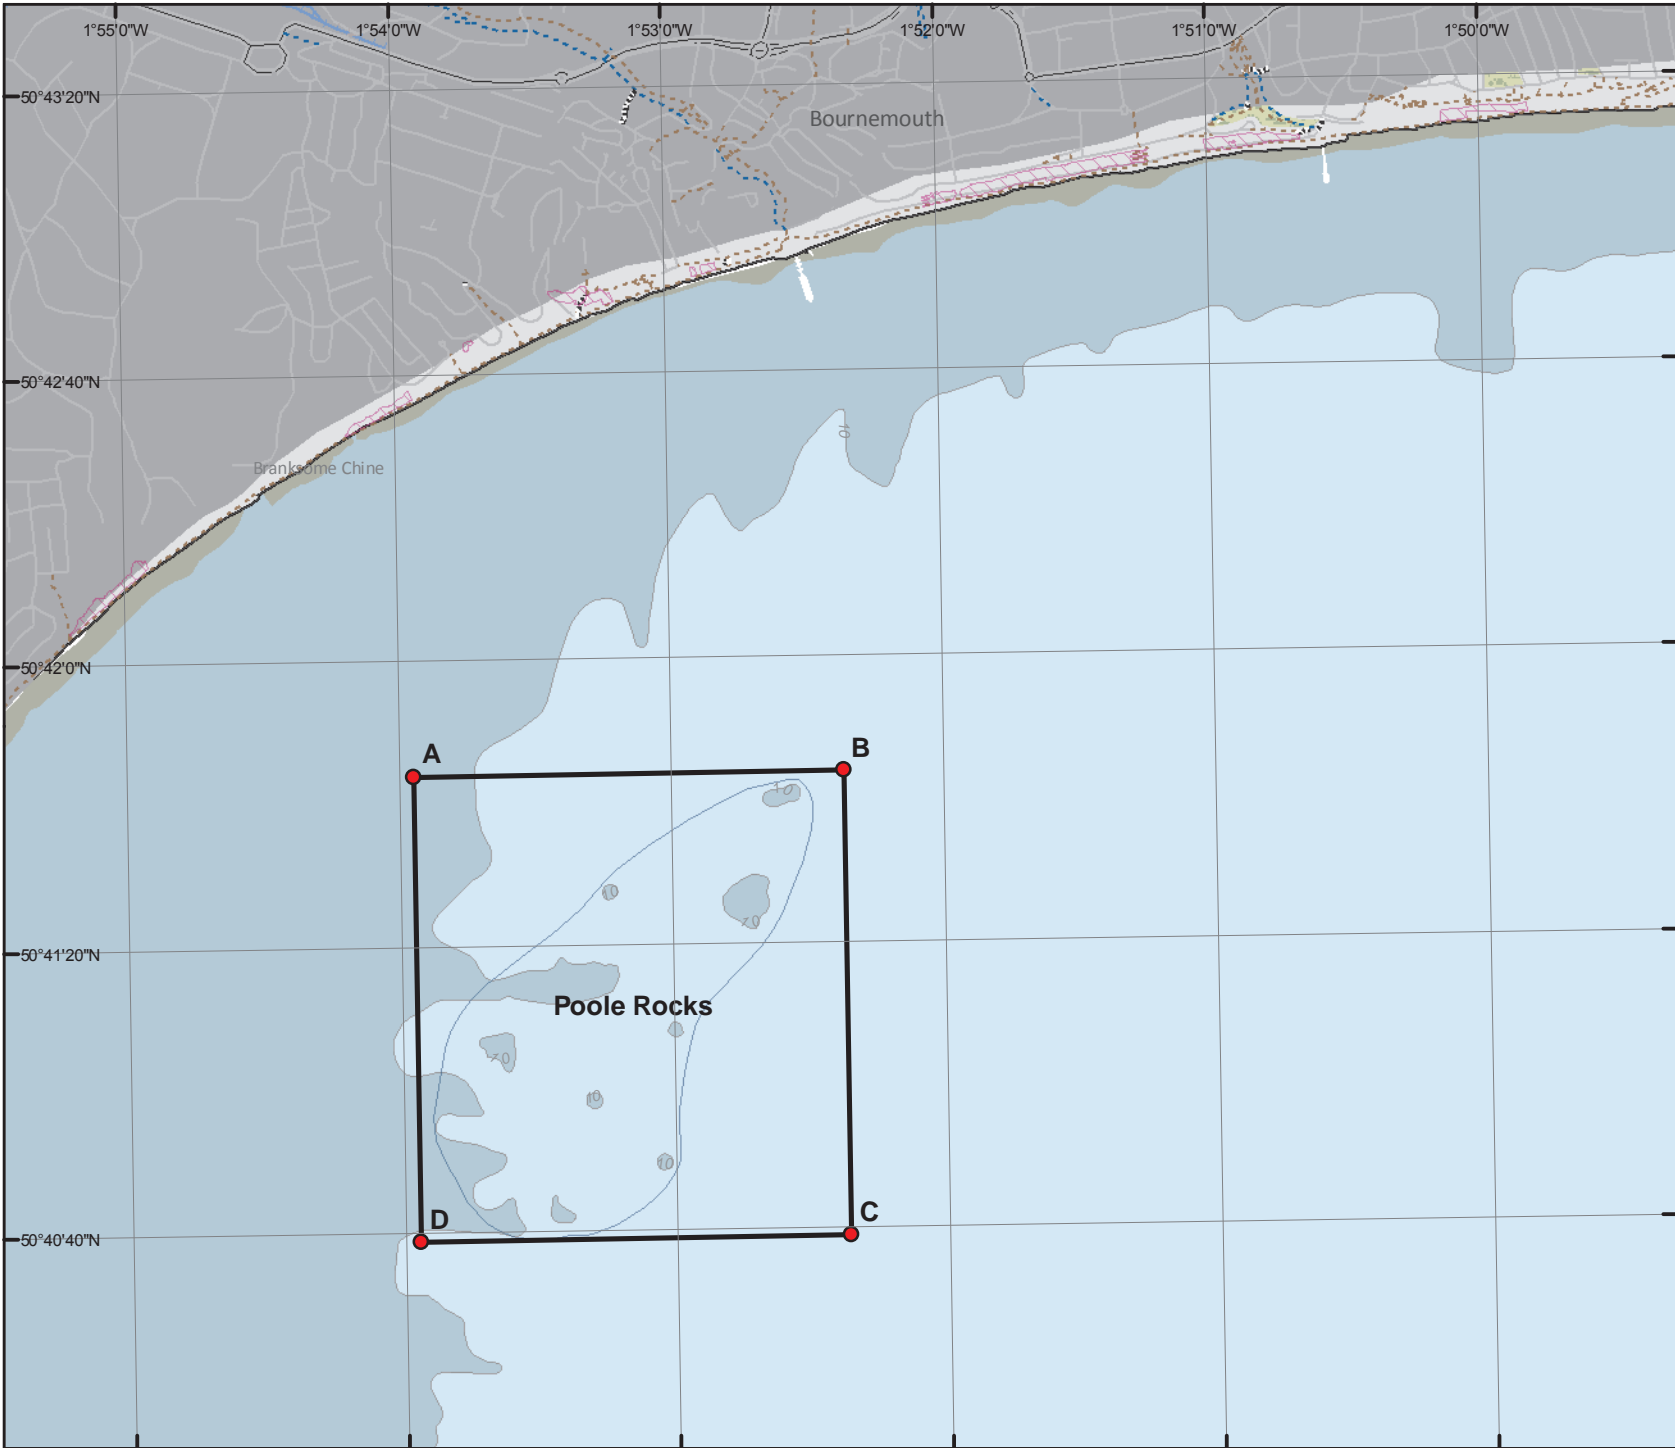 1°55'0"W
1°54'0"W
1°53'0"W
1°52'0"W
1°51'0"W
1°50'0"W
50°43'20"N
Bournemouth
50°42'40"N
10
Branksome Chine
50°42'0"N
A
B
10
10
10
50°41'20"N
Poole Rocks
10
10
10
D
C
50°40'40"N